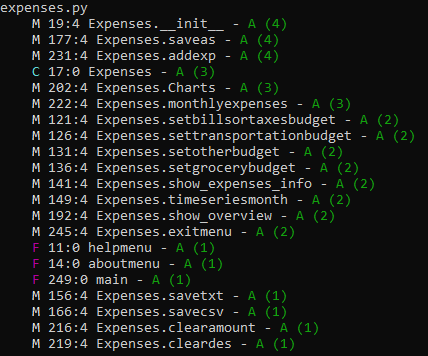 expenses.py
M 19:4 Expenses.__init__ - A (4)
M 177:4 Expenses.saveas - A (4)
M 231:4 Expenses.addexp - A (4)
C 17:0 Expenses - A (3)
M 202:4 Expenses.Charts - A (3)
M 222:4 Expenses.monthlyexpenses - A (3)
M 121:4 Expenses.setbillsortaxesbudget - A (2)
M 126:4 Expenses.settransportationbudget - A (2)
M 131:4 Expenses.setotherbudget - A (2)
M 136:4 Expenses.setgrocerybudget - A (2)
M 141:4 Expenses.show_expenses_info - A (2)
M 149:4 Expenses.timeseriesmonth - A (2)
M 192:4 Expenses.show_overview - A (2)
M 245:4 Expenses.exitmenu - A (2)
F 11:0 helpmenu - A (1)
F 14:0 aboutmenu - A (1)
F 249:0 main - A (1)
M 156:4 Expenses.savetxt - A (1)
M 166:4 Expenses.savecsv - A (1)
M 216:4 Expenses.clearamount - A (1)
M 219:4 Expenses.cleardes - A (1)